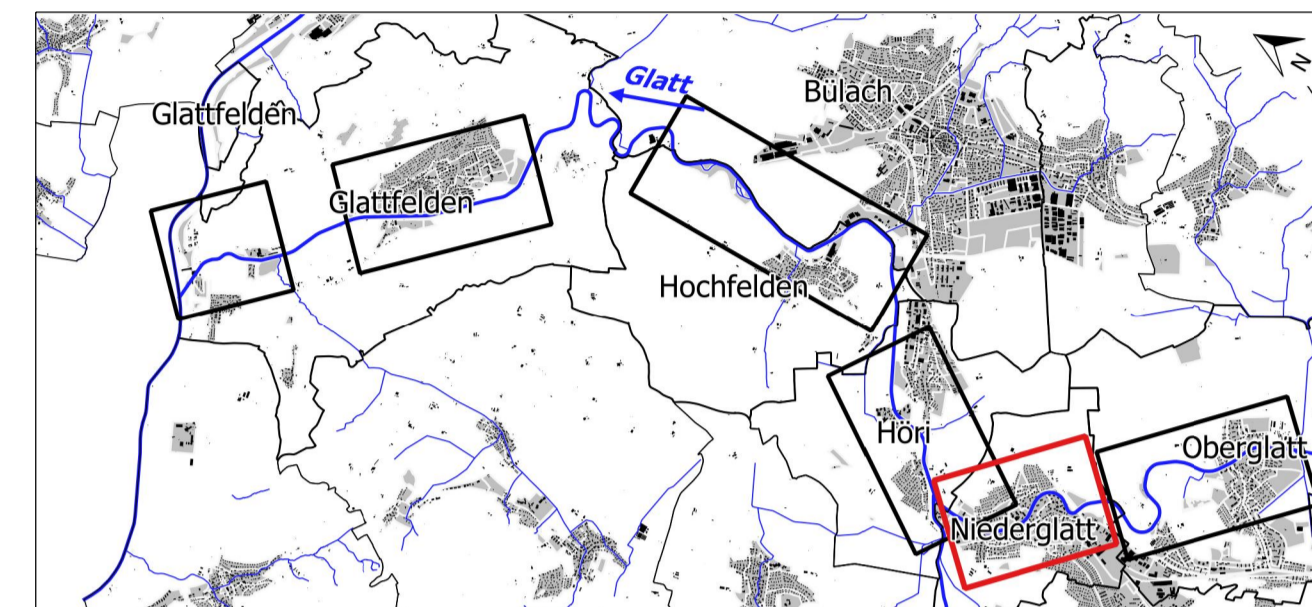 Glatt
Bülach
Glattfelden
Glattfelden
Hochfelden
Höri
Oberglatt
Niederglatt
N